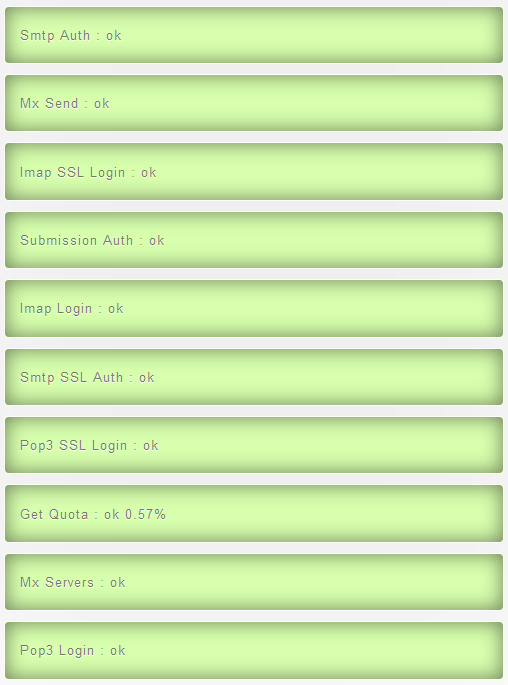 Smtp Auth : ok
Mx Send : ok
Imap SSL Login : ok
Submission Auth : ok
Imap Login : ok
Smtp SSL Auth : ok
Pop3 SSL Login : ok
Get Quota : ok 0.57%
Mx Servers : ok
Pop3 Login : ok